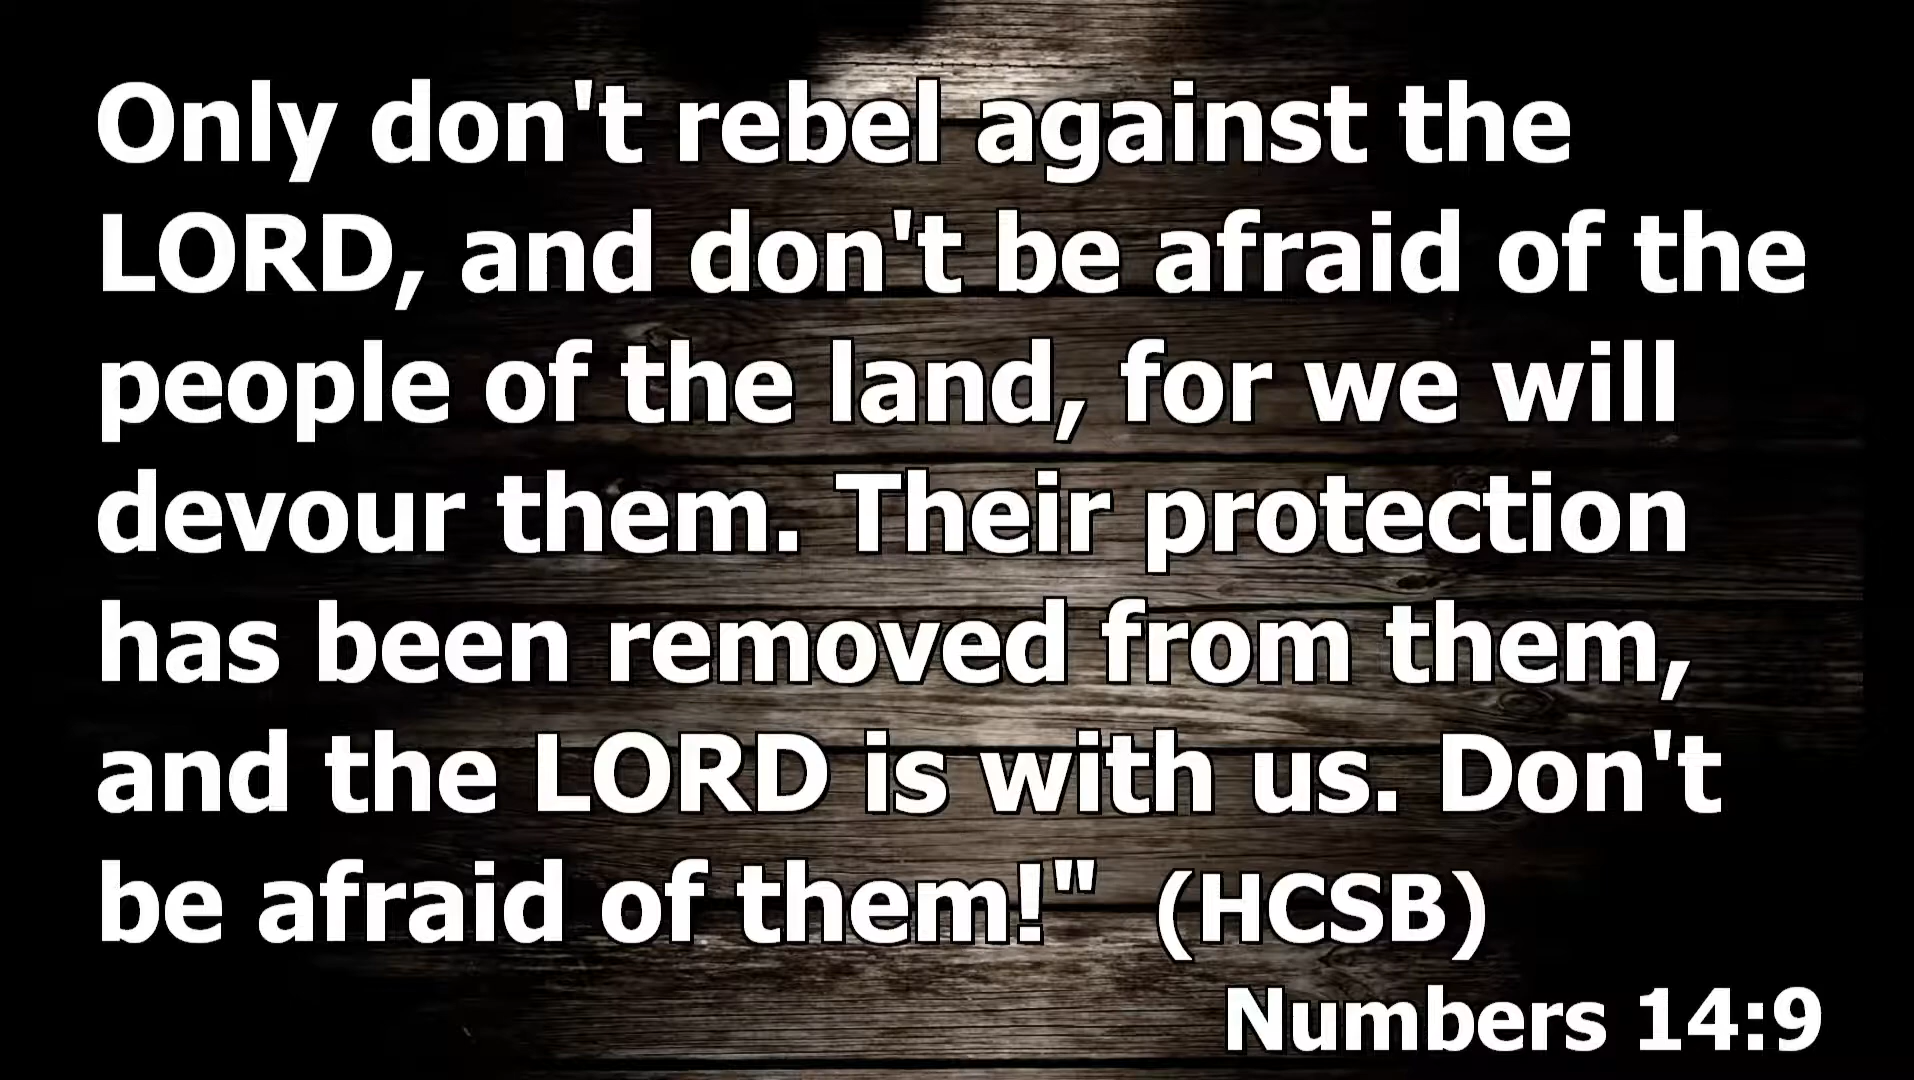 Only don't rebel against the
LORD, and don't be afraid of the
people of the land, for we will
devour them. Their protection
has been removed from them,
and the LORD is with us. Don't
be afraid of them!" (HCSB)
Numbers 14:9